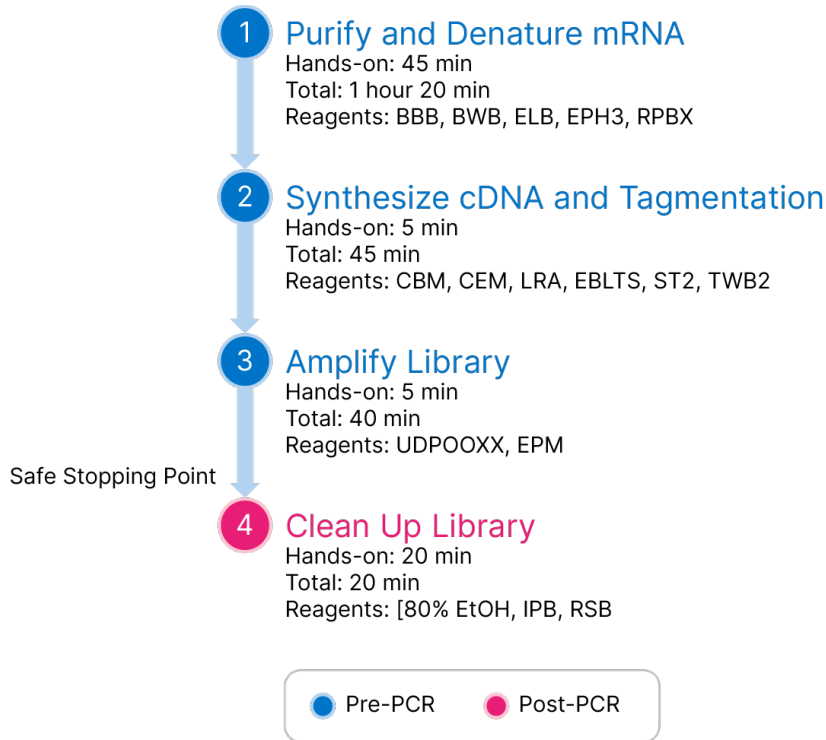 1 Purify and Denature mRNA
Hands-on: 45 min
Total: 1 hour 20 min
Reagents: BBB, BWB, ELB, EPH3, RPBX
2 Synthesize cDNA and Tagmentation
Hands-on: 5 min
Total: 45 min
Reagents: CBM, CEM, LRA, EBLTS, ST2, TWB2
3 Amplify Library
Hands-on: 5 min
Total: 40 min
Reagents: UDPOOXX, EPM
Safe Stopping Point
4 Clean Up Library
Hands-on: 20 min
Total: 20 min
Reagents: [80% EtOH, IPB, RSB
Pre-PCR Post-PCR